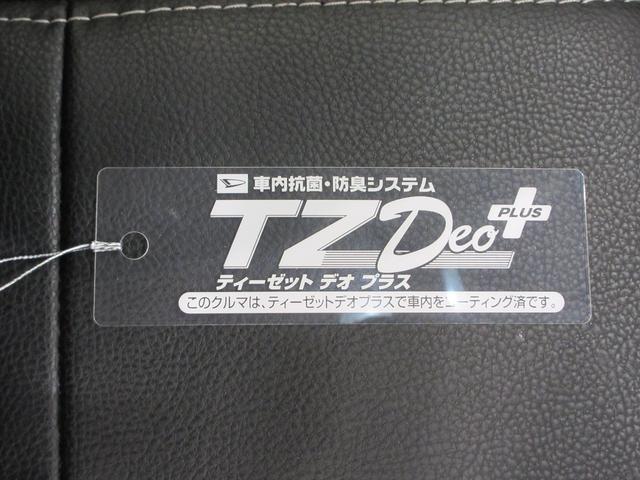 車内抗菌・防臭システム
TZ Deo PLUS
ティーゼット デオ プラス
このクルマは、ティーゼットデオプラスで車内をコーティング済です。